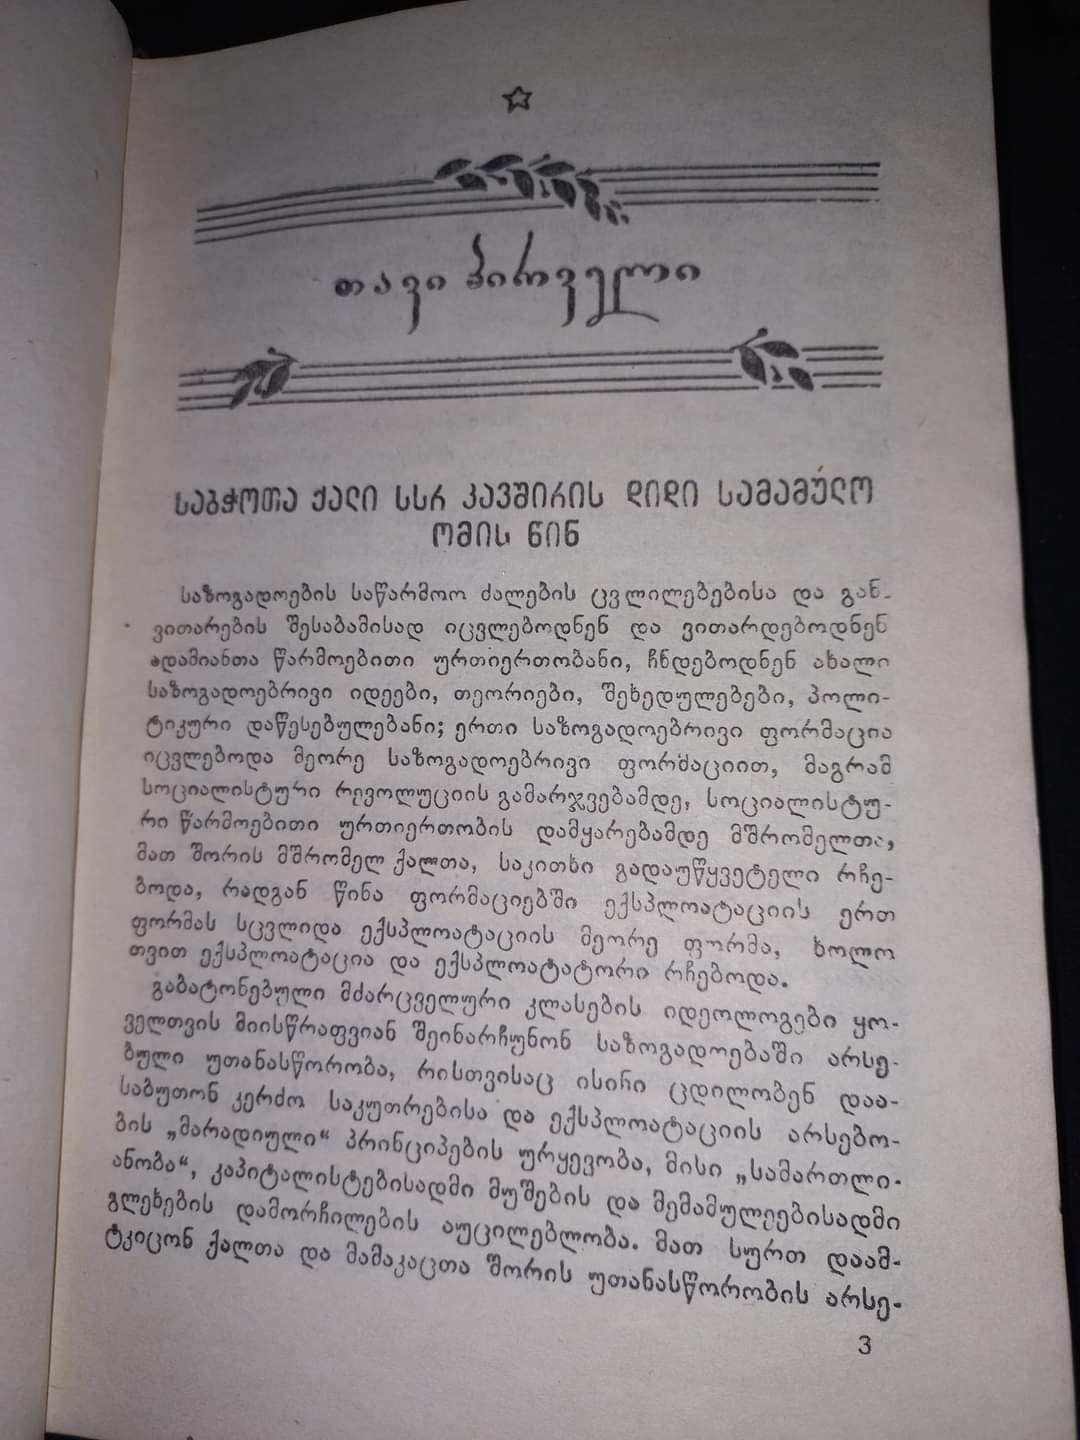 თავი პირველი
ᲡᲐᲑᲭᲝᲗᲐ ᲥᲐᲚᲘ ᲡᲡᲠ ᲙᲐᲕᲨᲘᲠᲘᲡ ᲓᲘᲓᲘ ᲡᲐᲛᲐᲛᲣᲚᲝ
ᲝᲛᲘᲡ ᲬᲘᲜ
საზოგადოების საწარმოო ძალების ცვლილებებისა და გან-
ვითარების შესაბამისად იცვლებოდნენ და ვითარდებოდნენ
ადამიანთა წარმოებითი ურთიერთობანი, ჩნდებოდნენ ახალი
საზოგადოებრივი იდეები, თეორიები, შეხედულებები, პოლი-
ტიკური დაწესებულებანი; ერთი საზოგადოებრივი ფორმაცია
იცვლებოდა მეორე საზოგადოებრივი ფორმაციით, მაგრამ
სოციალისტური რევოლუციის გამარჯვებამდე, სოციალისტუ-
რი წარმოებითი ურთიერთობის დამყარებამდე მშრომელთა,
მათ შორის მშრომელ ქალთა, საკითხი გადაუწყვეტელი რჩე-
ბოდა, რადგან წინა ფორმაციებში ექსპლოატაციის ერთ
ფორმას სცვლიდა ექსპლოატაციის მეორე ფორმა, ხოლო
თვით ექსპლოატაცია და ექსპლოატატორი რჩებოდა.
გაბატონებული მძარცველური კლასების იდეოლოგები ყო-
ველთვის მიისწრაფვიან შეინარჩუნონ საზოგადოებაში არსე-
ბული უთანასწორობა, რისთვისაც ისინი ცდილობენ დაა-
საბუთონ კერძო საკუთრებისა და ექსპლოატაციის არსებო-
ბის „მარადიული“ პრინციპების ურყევობა, მისი „სამართლი-
ანობა“, კაპიტალისტებისადმი მუშების და მემამულეებისადმი
გლეხების დამორჩილების აუცილებლობა. მათ სურთ დაამ-
ტკიცონ ქალთა და მამაკაცთა შორის უთანასწორობის არსე-
3